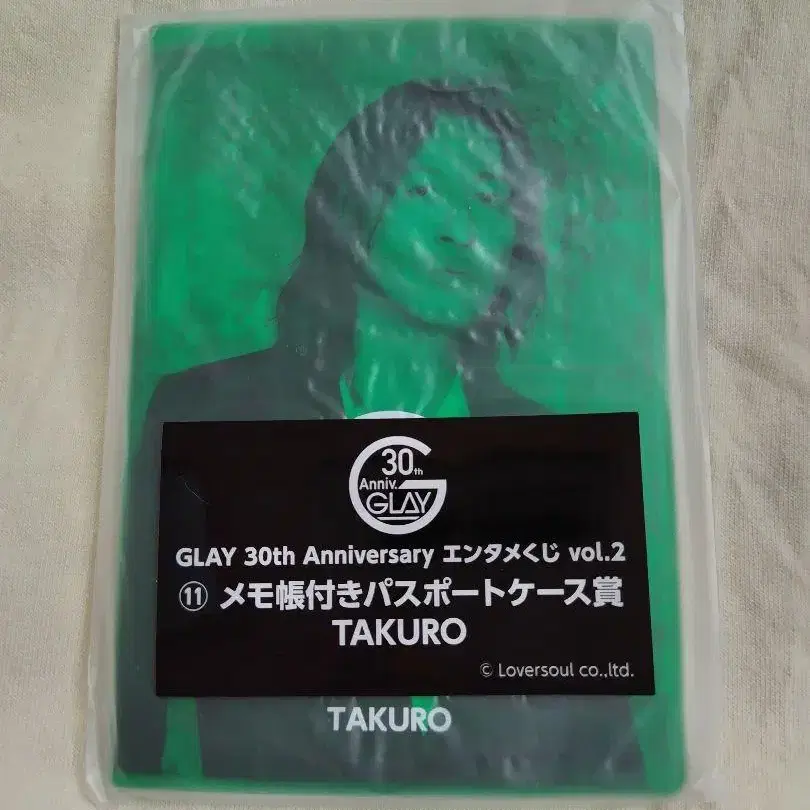 30th
Anniv.
GLAY
GLAY 30th Anniversary エンタメくじ vol.2
⑪ メモ帳付きパスポートケース賞
TAKURO
© Loversoul co.,ltd.
TAKURO